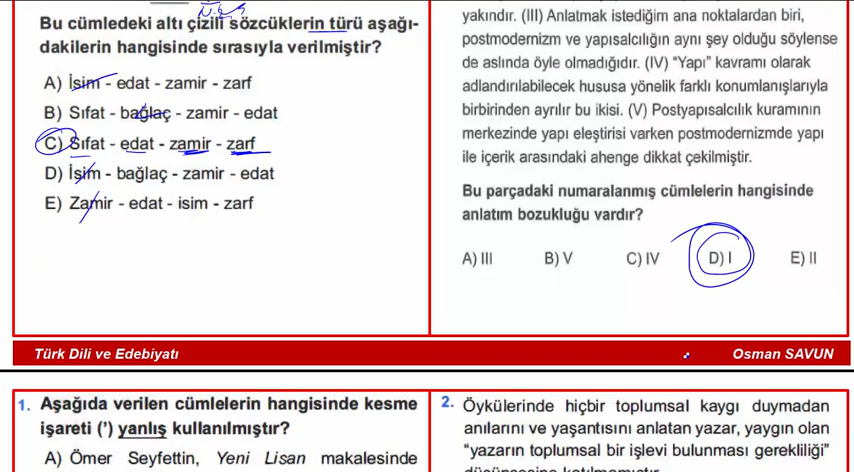 Bu cümledeki altı çizili sözcüklerin türü aşağı-
dakilerin hangisinde sırasıyla verilmiştir?
A) İsim - edat - zamir - zarf
B) Sıfat - bağlaç - zamir - edat
C) Sıfat - edat - zamir - zarf
D) İsim - bağlaç - zamir - edat
E) Zamir - edat - isim - zarf
yakındır. (III) Anlatmak istediğim ana noktalardan biri,
postmodernizm ve yapısalcılığın aynı şey olduğu söylense
de aslında öyle olmadığıdır. (IV) “Yapı” kavramı olarak
adlandırılabilecek hususa yönelik farklı konumlanışlarıyla
birbirinden ayrılır bu ikisi. (V) Postyapısalcılık kuramının
merkezinde yapı eleştirisi varken postmodernizmde yapı
ile içerik arasındaki ahenge dikkat çekilmiştir.
Bu parçadaki numaralanmış cümlelerin hangisinde
anlatım bozukluğu vardır?
A) III B) V C) IV D) I E) II
Türk Dili ve Edebiyatı Osman SAVUN
1. Aşağıda verilen cümlelerin hangisinde kesme
işareti (’) yanlış kullanılmıştır?
A) Ömer Seyfettin, Yeni Lisan makalesinde
2. Öykülerinde hiçbir toplumsal kaygı duymadan
anılarını ve yaşantısını anlatan yazar, yaygın olan
“yazarın toplumsal bir işlevi bulunması gerekliliği”
düşüncesine katılmamıştır.